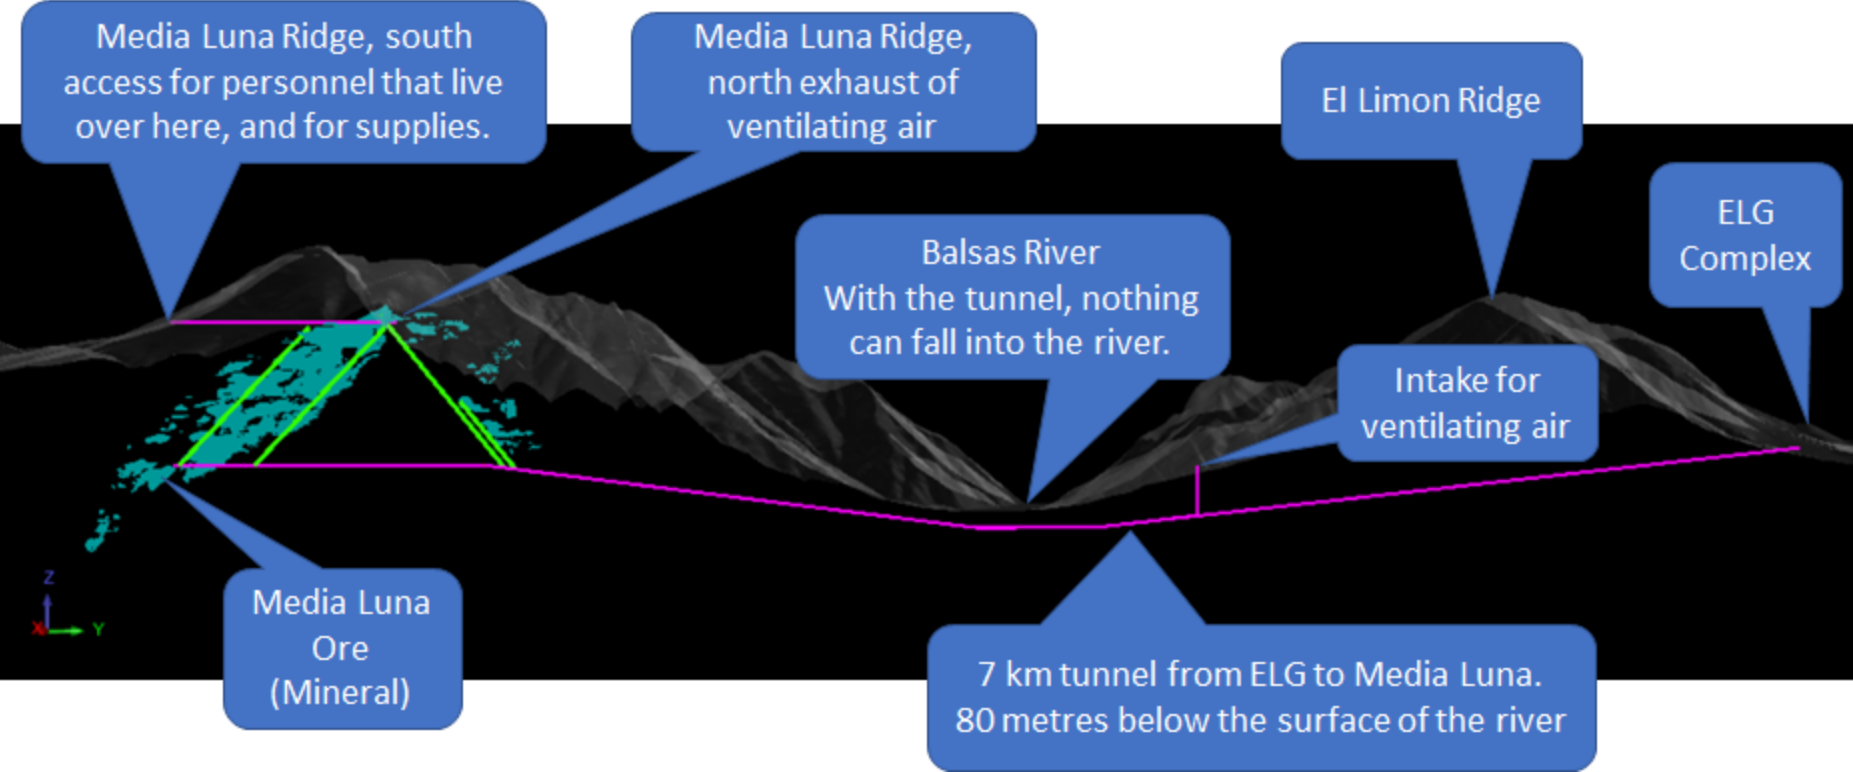 Media Luna Ridge, south
access for personnel that live
over here, and for supplies.
Media Luna Ridge,
north exhaust of
ventilating air
El Limon Ridge
ELG
Complex
Balsas River
With the tunnel, nothing
can fall into the river.
Intake for
ventilating air
Media Luna
Ore
(Mineral)
7 km tunnel from ELG to Media Luna.
80 metres below the surface of the river
Z
X
Y